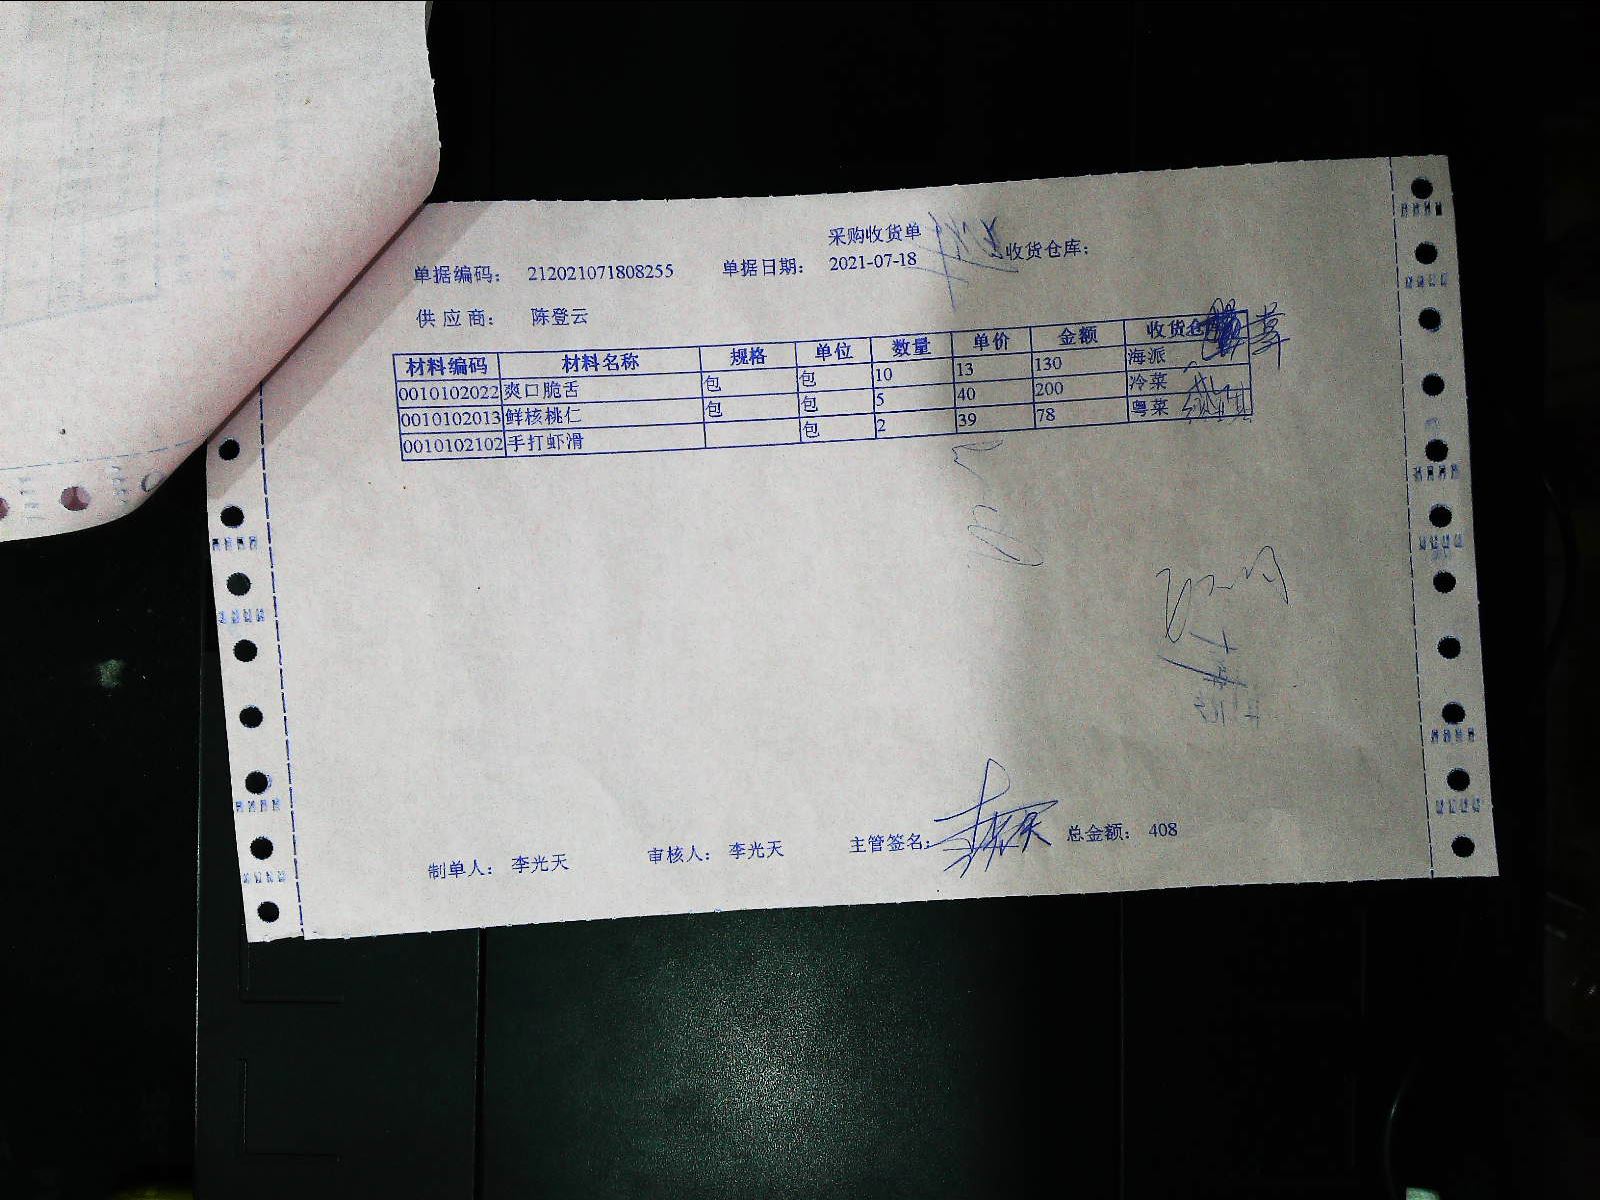 采购收货单
单据编码： 212021071808255 单据日期： 2021-07-18 收货仓库：
供应商： 陈登云
材料编码 材料名称 规格 单位 数量 单价 金额 收货仓
0010102022 爽口脆舌 包 包 10 13 130 海派
0010102013 鲜核桃仁 包 包 5 40 200 冷菜
0010102102 手打虾滑 包 2 39 78 粤菜
制单人： 李光天 审核人： 李光天 主管签名： 总金额： 408